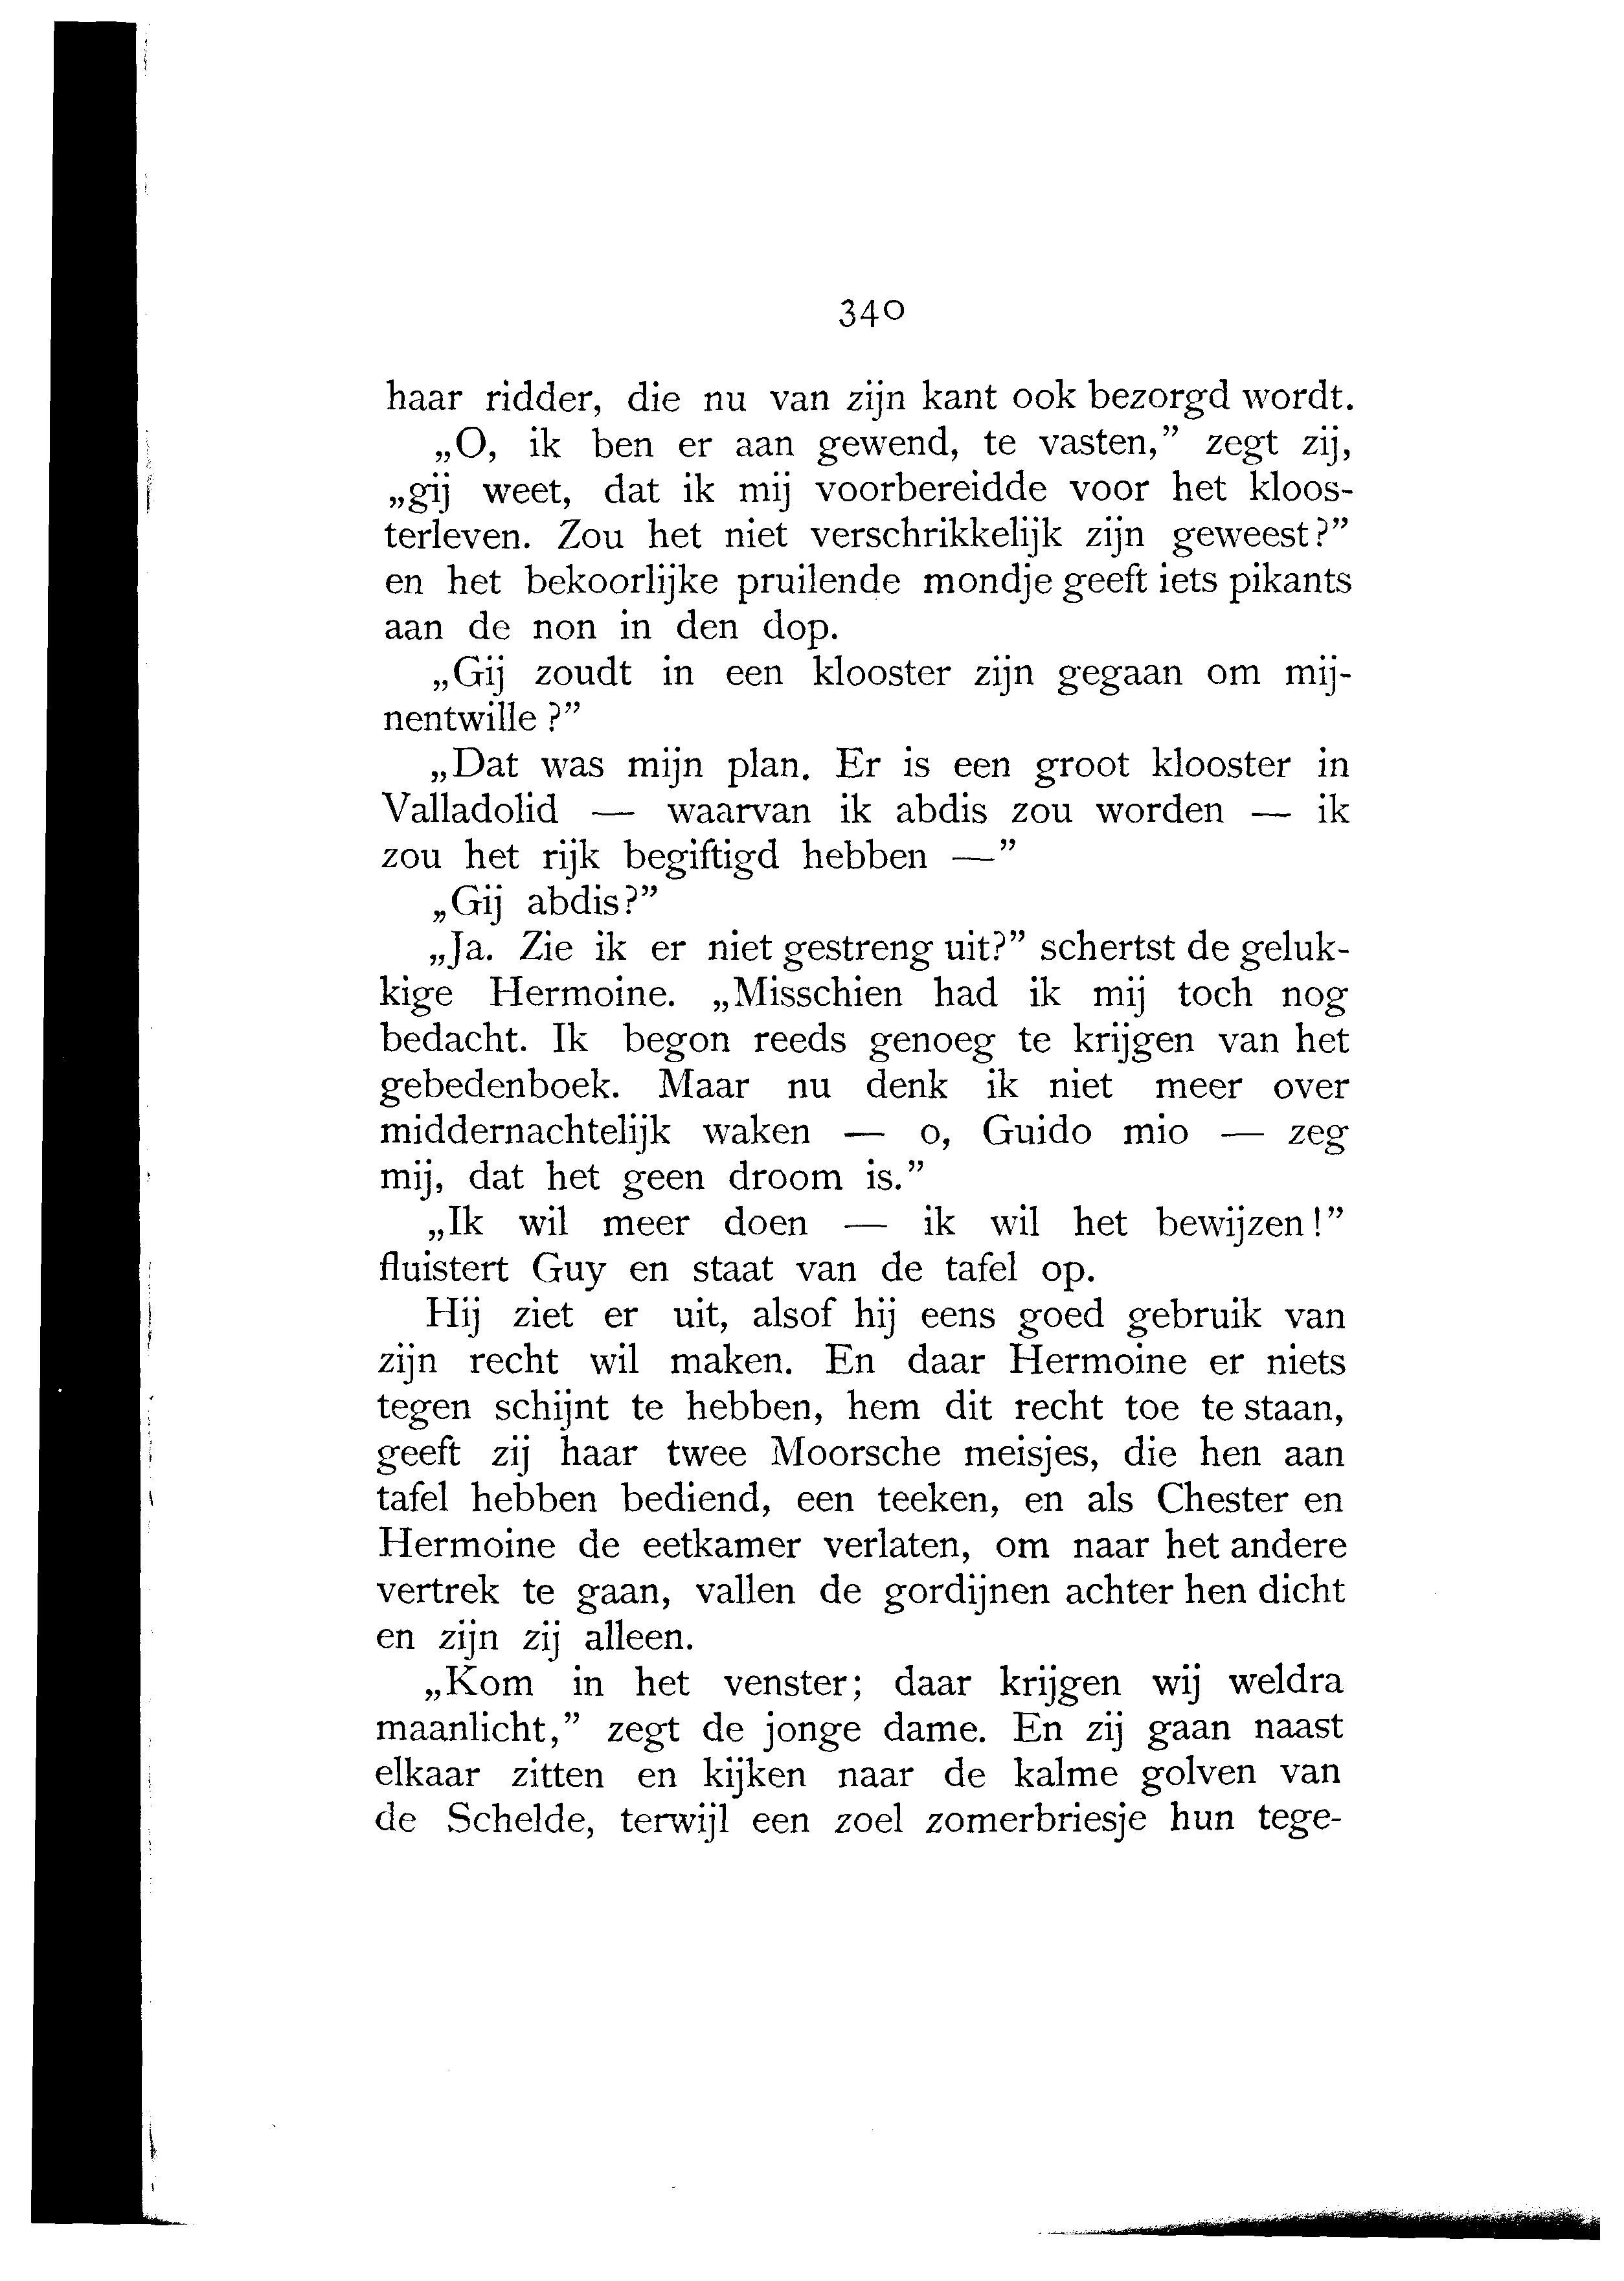 340
haar ridder, die nu van zijn kant ook bezorgd wordt.
„O, ik ben er aan gewend, te vasten,” zegt zij,
„gij weet, dat ik mij voorbereidde voor het kloos-
terleven. Zou het niet verschrikkelijk zijn geweest?”
en het bekoorlijke pruilende mondje geeft iets pikants
aan de non in den dop.
„Gij zoudt in een klooster zijn gegaan om mij-
nentwille?”
„Dat was mijn plan. Er is een groot klooster in
Valladolid — waarvan ik abdis zou worden — ik
zou het rijk begiftigd hebben —”
„Gij abdis?”
„Ja. Zie ik er niet gestreng uit?” schertst de geluk-
kige Hermoine. „Misschien had ik mij toch nog
bedacht. Ik begon reeds genoeg te krijgen van het
gebedenboek. Maar nu denk ik niet meer over
middernachtelijk waken — o, Guido mio — zeg
mij, dat het geen droom is.”
„Ik wil meer doen — ik wil het bewijzen!”
fluistert Guy en staat van de tafel op.
Hij ziet er uit, alsof hij eens goed gebruik van
zijn recht wil maken. En daar Hermoine er niets
tegen schijnt te hebben, hem dit recht toe te staan,
geeft zij haar twee Moorsche meisjes, die hen aan
tafel hebben bediend, een teeken, en als Chester en
Hermoine de eetkamer verlaten, om naar het andere
vertrek te gaan, vallen de gordijnen achter hen dicht
en zijn zij alleen.
„Kom in het venster; daar krijgen wij weldra
maanlicht,” zegt de jonge dame. En zij gaan naast
elkaar zitten en kijken naar de kalme golven van
de Schelde, terwijl een zoel zomerbriesje hun tege-